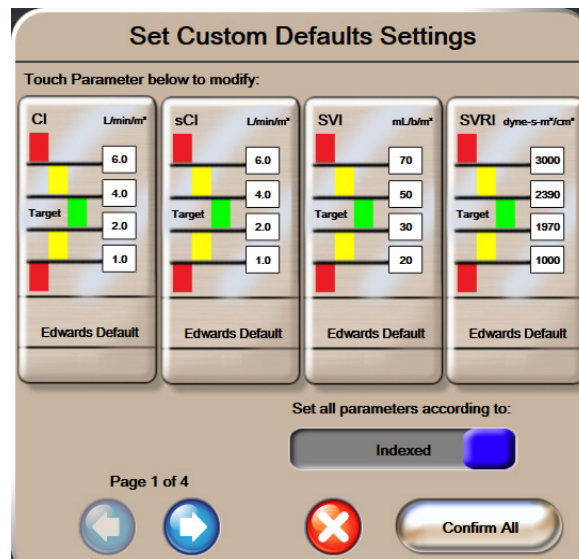 Set Custom Defaults Settings
Touch Parameter below to modify:
CI L/min/m²
6.0
4.0
Target
2.0
1.0
Edwards Default
sCI L/min/m²
6.0
4.0
Target
2.0
1.0
Edwards Default
SVI mL/b/m²
70
50
Target
30
20
Edwards Default
SVRI dyne-s-m²/cm⁵
3000
2390
Target
1970
1000
Edwards Default
Set all parameters according to:
Indexed
Page 1 of 4
Confirm All